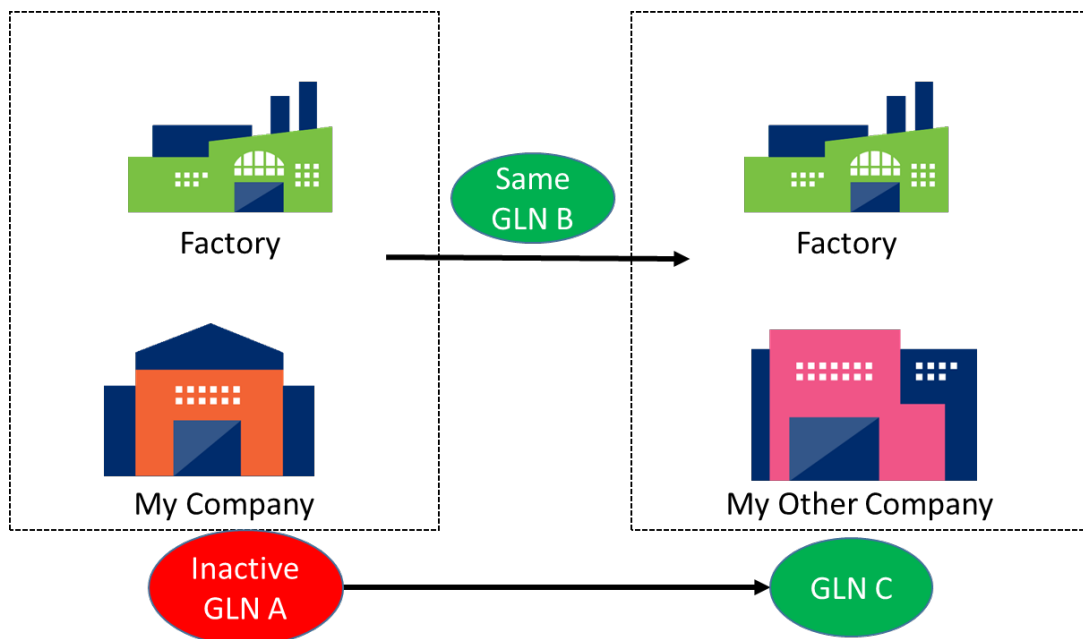 Same
GLN B
Factory
Factory
My Company
My Other Company
Inactive
GLN A
GLN C